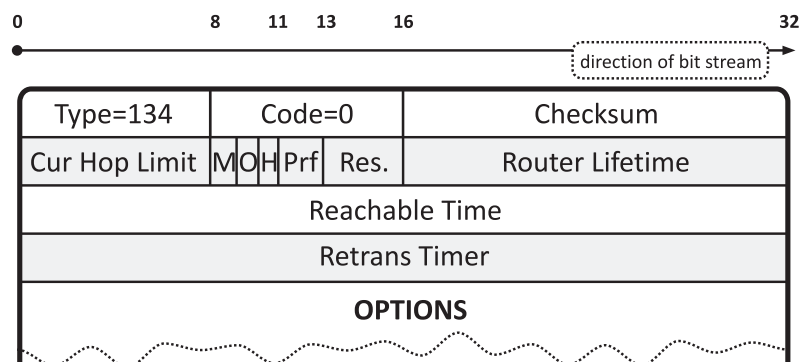 0 8 11 13 16 32
direction of bit stream
Type=134 Code=0 Checksum
Cur Hop Limit M O H Prf Res. Router Lifetime
Reachable Time
Retrans Timer
OPTIONS